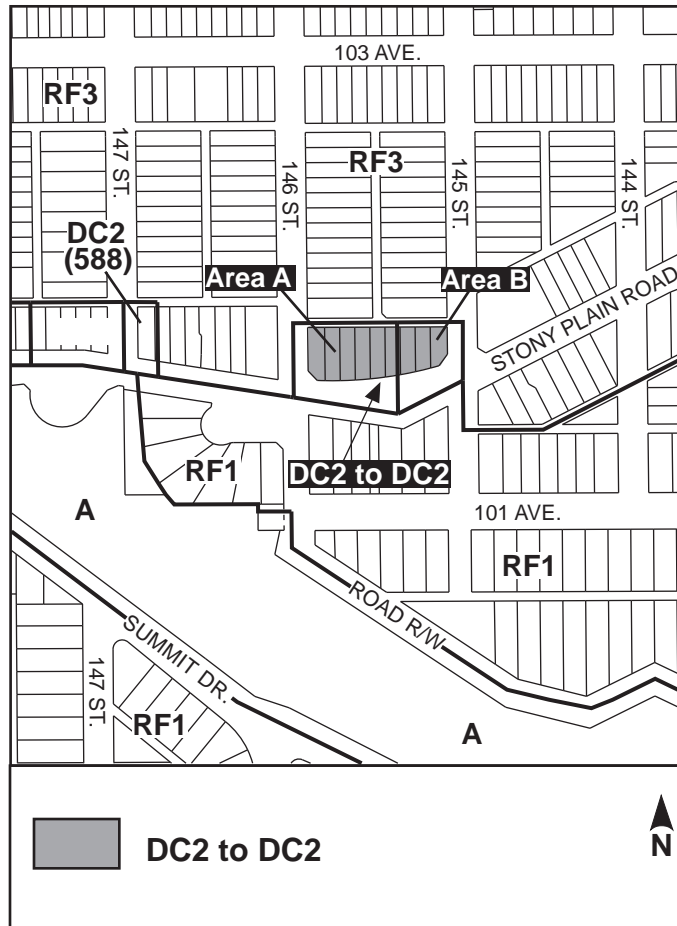 103 AVE.
RF3
147 ST.
146 ST.
RF3
145 ST.
144 ST.
DC2
(588)
Area A
Area B
STONY PLAIN ROAD
RF1
DC2 to DC2
A
101 AVE.
RF1
ROAD R/W
SUMMIT DR.
147 ST.
RF1
A
DC2 to DC2
N